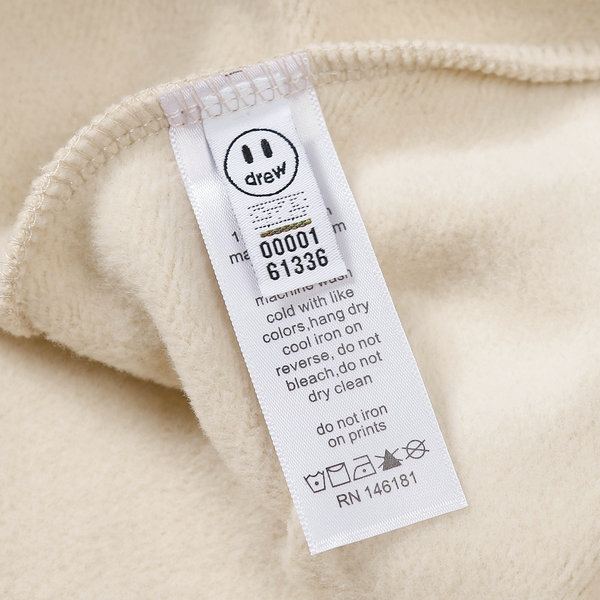 drew
00001
61336
machine wash
cold with like
colors,hang dry
cool iron on
reverse, do not
bleach,do not
dry clean
do not iron
on prints
RN 146181